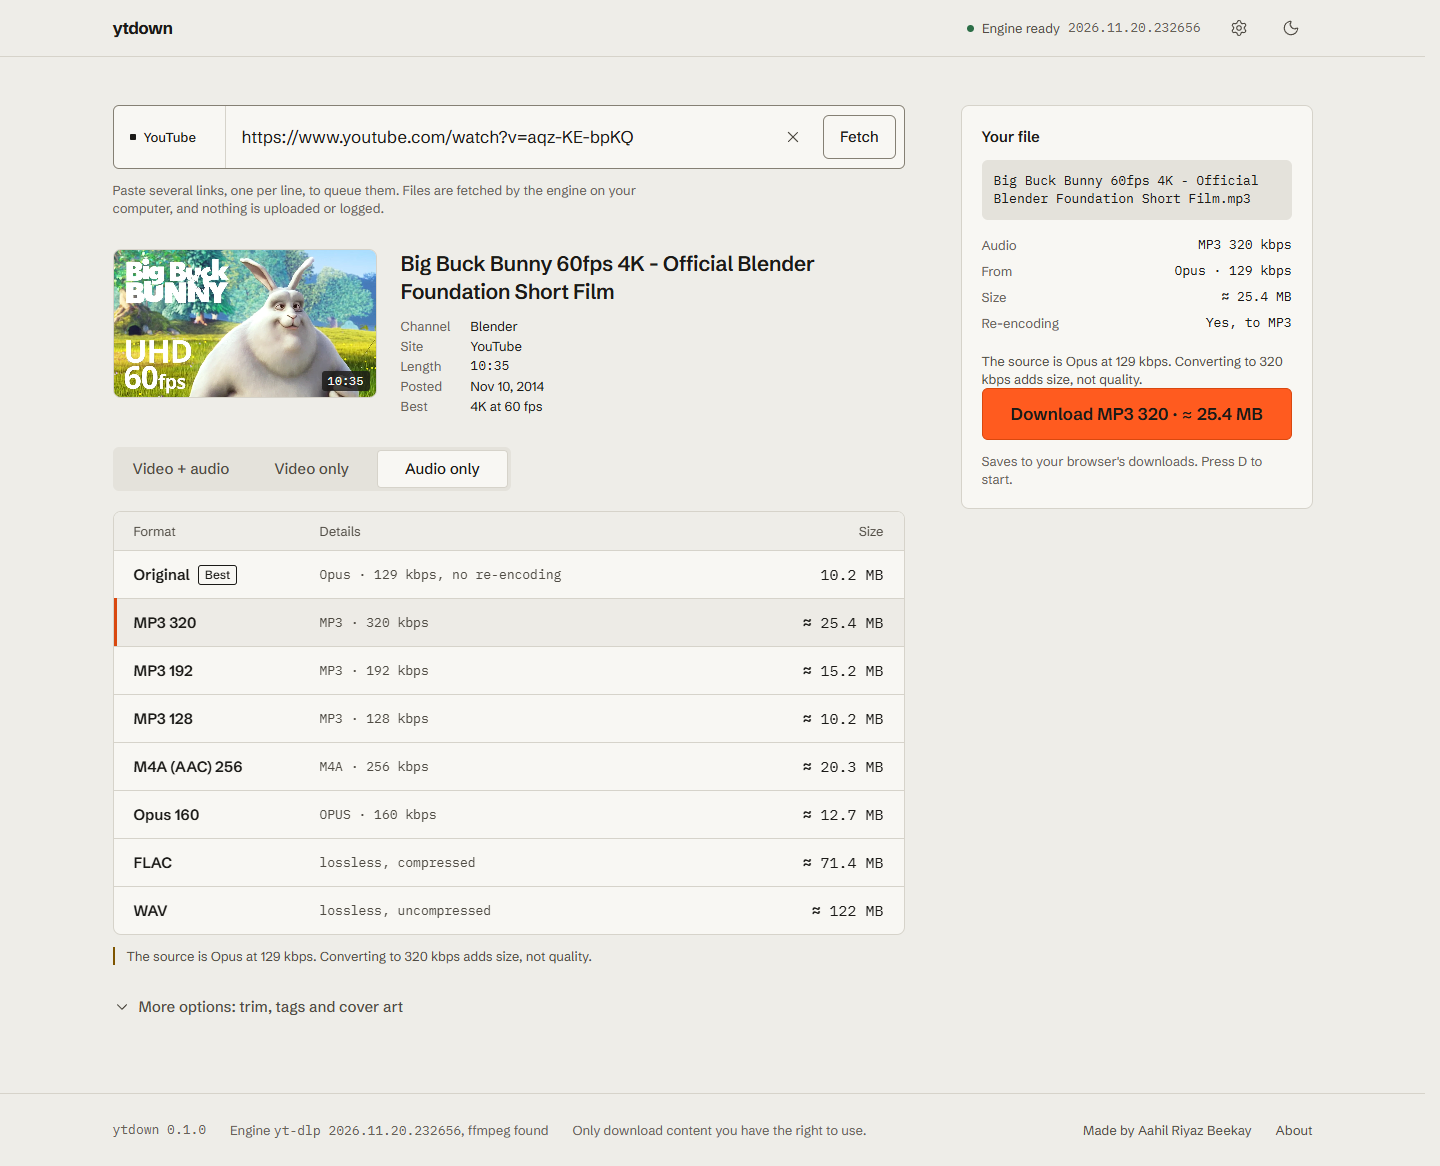 ytdown
Engine ready 2026.11.20.232656
YouTube
https://www.youtube.com/watch?v=aqz-KE-bpKQ
Fetch
Paste several links, one per line, to queue them. Files are fetched by the engine on your
computer, and nothing is uploaded or logged.
Big Buck
BUNNY
UHD
60fps
10:35
Big Buck Bunny 60fps 4K - Official Blender
Foundation Short Film
Channel Blender
Site YouTube
Length 10:35
Posted Nov 10, 2014
Best 4K at 60 fps
Video + audio Video only Audio only
Format Details Size
Original Best Opus · 129 kbps, no re-encoding 10.2 MB
MP3 320 MP3 · 320 kbps ≈ 25.4 MB
MP3 192 MP3 · 192 kbps ≈ 15.2 MB
MP3 128 MP3 · 128 kbps ≈ 10.2 MB
M4A (AAC) 256 M4A · 256 kbps ≈ 20.3 MB
Opus 160 OPUS · 160 kbps ≈ 12.7 MB
FLAC lossless, compressed ≈ 71.4 MB
WAV lossless, uncompressed ≈ 122 MB
The source is Opus at 129 kbps. Converting to 320 kbps adds size, not quality.
More options: trim, tags and cover art
Your file
Big Buck Bunny 60fps 4K - Official
Blender Foundation Short Film.mp3
Audio MP3 320 kbps
From Opus · 129 kbps
Size ≈ 25.4 MB
Re-encoding Yes, to MP3
The source is Opus at 129 kbps. Converting to 320
kbps adds size, not quality.
Download MP3 320 · ≈ 25.4 MB
Saves to your browser's downloads. Press D to
start.
ytdown 0.1.0 Engine yt-dlp 2026.11.20.232656, ffmpeg found Only download content you have the right to use. Made by Aahil Riyaz Beekay About